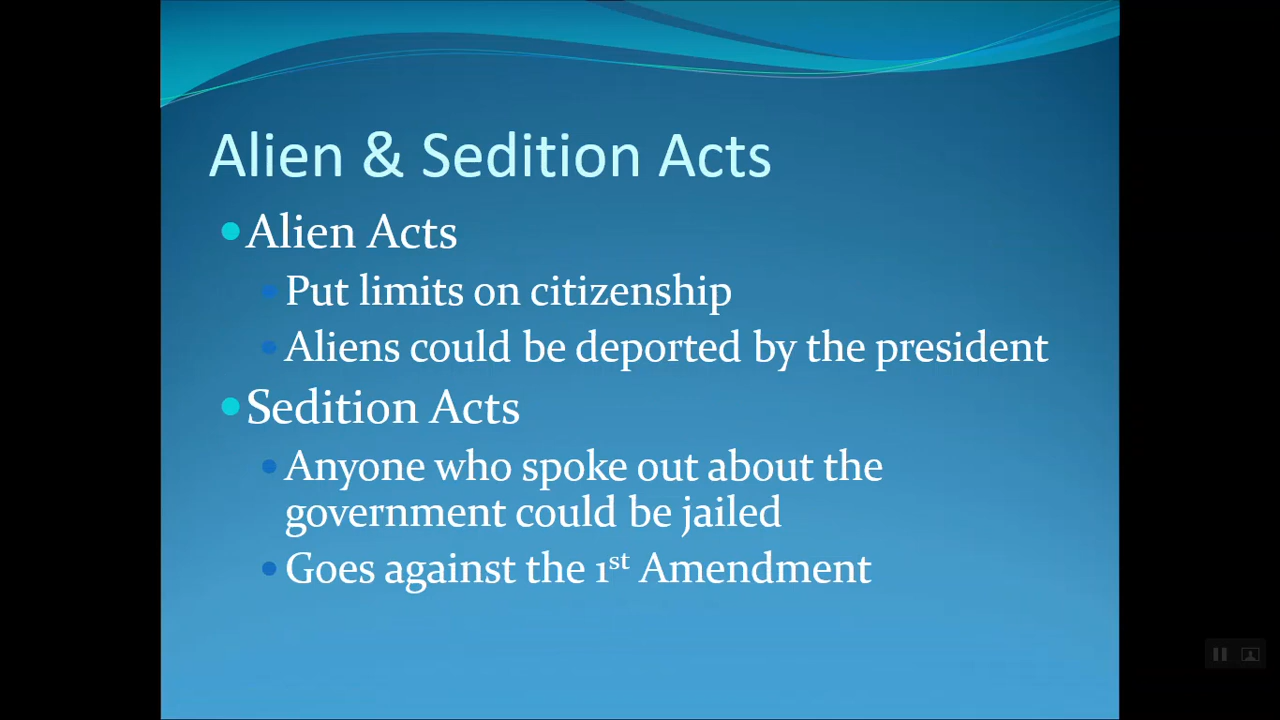 Alien & Sedition Acts
Alien Acts
Put limits on citizenship
Aliens could be deported by the president
Sedition Acts
Anyone who spoke out about the
government could be jailed
Goes against the 1st Amendment